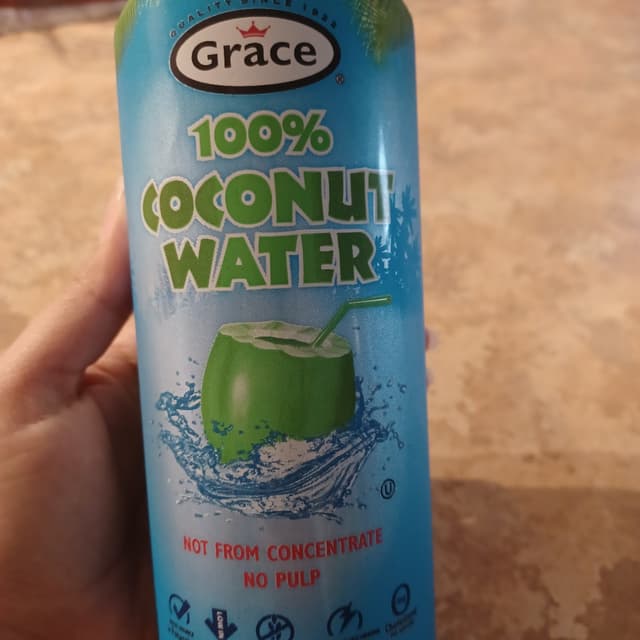 QUALITY SINCE 1922
Grace
®
100%
COCONUT
WATER
U
NOT FROM CONCENTRATE
NO PULP